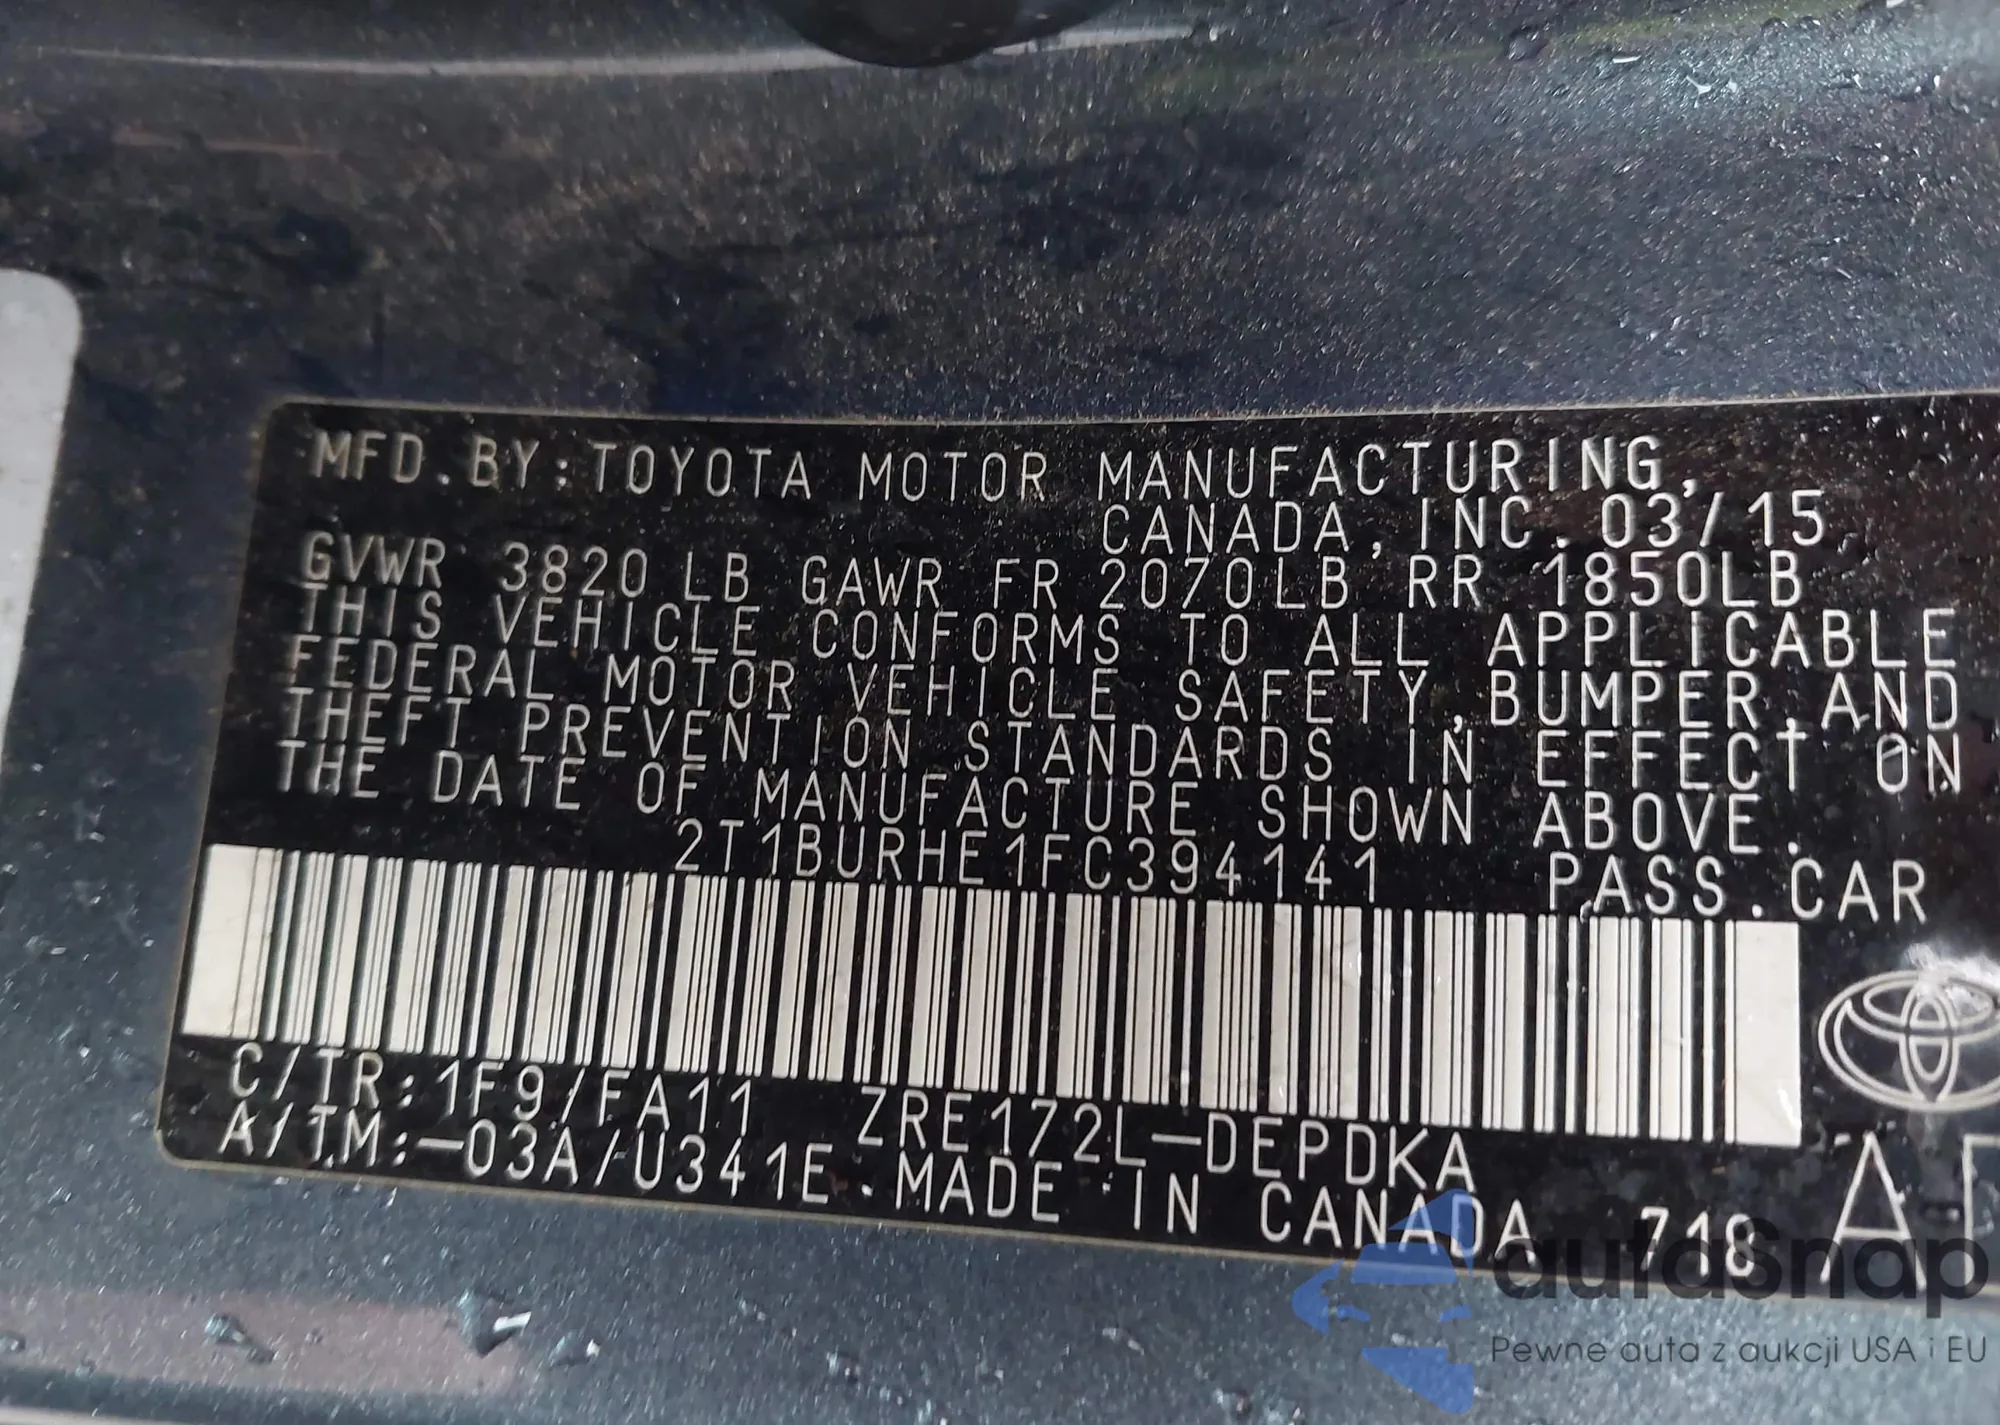 MFD.BY:TOYOTA MOTOR MANUFACTURING,
CANADA,INC. 03/15
GVWR 3820 LB GAWR FR 2070LB RR 1850LB
THIS VEHICLE CONFORMS TO ALL APPLICABLE
FEDERAL MOTOR VEHICLE SAFETY,BUMPER,AND
THEFT PREVENTION STANDARDS IN EFFECT ON
THE DATE OF MANUFACTURE SHOWN ABOVE.
2T1BURHE1FC394141 PASS.CAR
C/TR:1F9/FA11 ZRE172L-DEPDKA
A/TM:-03A/U341E MADE IN CANADA 718
autasnap
Pewne auta z aukcji USA i EU